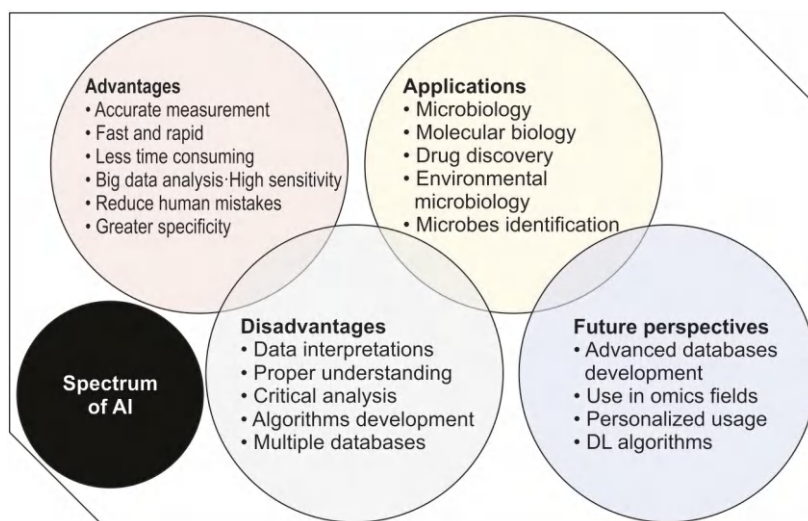 Advantages
• Accurate measurement
• Fast and rapid
• Less time consuming
• Big data analysis·High sensitivity
• Reduce human mistakes
• Greater specificity
Applications
• Microbiology
• Molecular biology
• Drug discovery
• Environmental
microbiology
• Microbes identification
Spectrum
of AI
Disadvantages
• Data interpretations
• Proper understanding
• Critical analysis
• Algorithms development
• Multiple databases
Future perspectives
• Advanced databases
development
• Use in omics fields
• Personalized usage
• DL algorithms